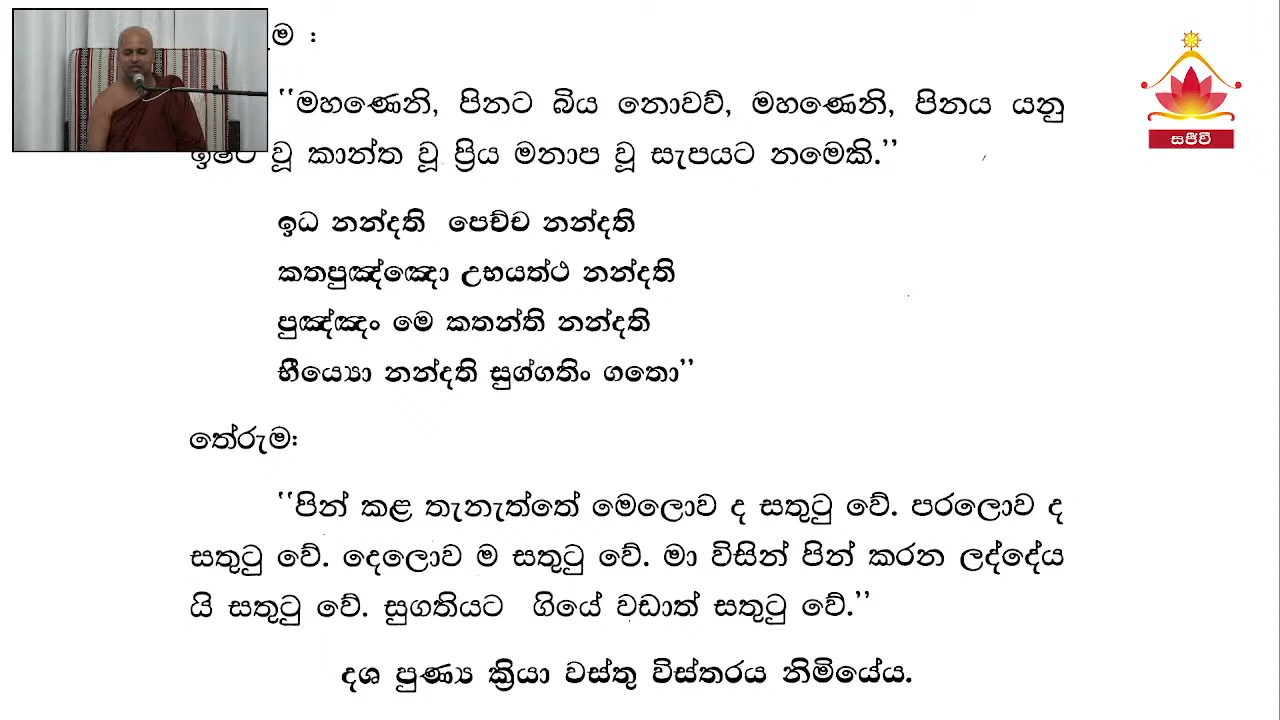 ම :
‘‘මහණෙනි, පිනට බිය නොවව්, මහණෙනි, පිනය යනු
වූ කාන්ත වූ ප්‍රිය මනාප වූ සැපයට නමෙකි.’’
සජීවී
ඉධ නන්දති පෙච්ච නන්දති
කතපුඤ්ඤො උභයත්ථ නන්දති
පුඤ්ඤං මෙ කතන්ති නන්දති
භීය්‍යො නන්දති සුග්ගතිං ගතො’’
තේරුම:
‘‘පින් කළ තැනැත්තේ මෙලොව ද සතුටු වේ. පරලොව ද
සතුටු වේ. දෙලොව ම සතුටු වේ. මා විසින් පින් කරන ලද්දේය
යි සතුටු වේ. සුගතියට ගියේ වඩාත් සතුටු වේ.’’
දශ පුණ්‍ය ක්‍රියා වස්තු විස්තරය නිමියේය.